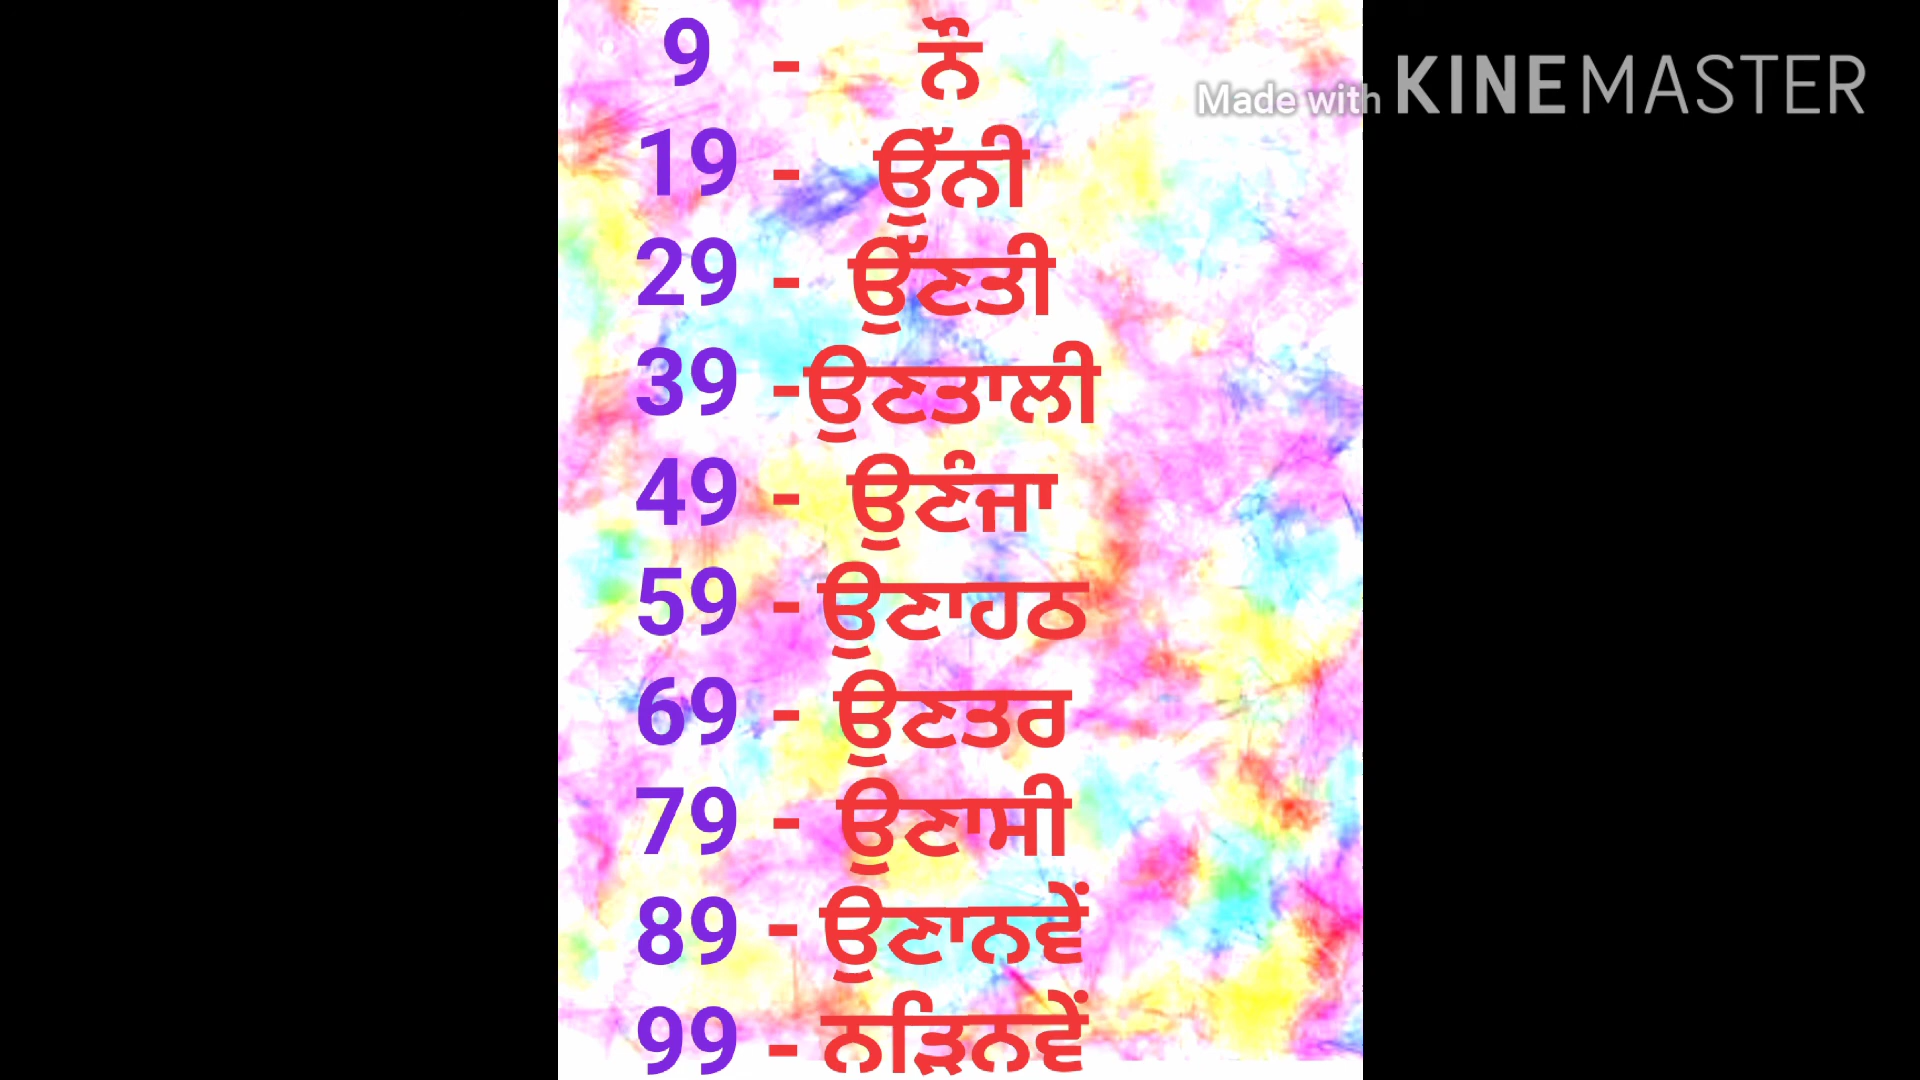 9 - ਨੌ
Made with KINEMASTER
19 - ਉੱਨੀ
29 - ਉੱਣਤੀ
39 -ਉਣਤਾਲੀ
49 - ਉਣੰਜਾ
59 - ਉਣਾਹਠ
69 - ਉਣਤਰ
79 - ਉਣਾਸੀ
89 - ਉਣਾਨਵੇਂ
99 - ਨੜਿਨਵੇਂ